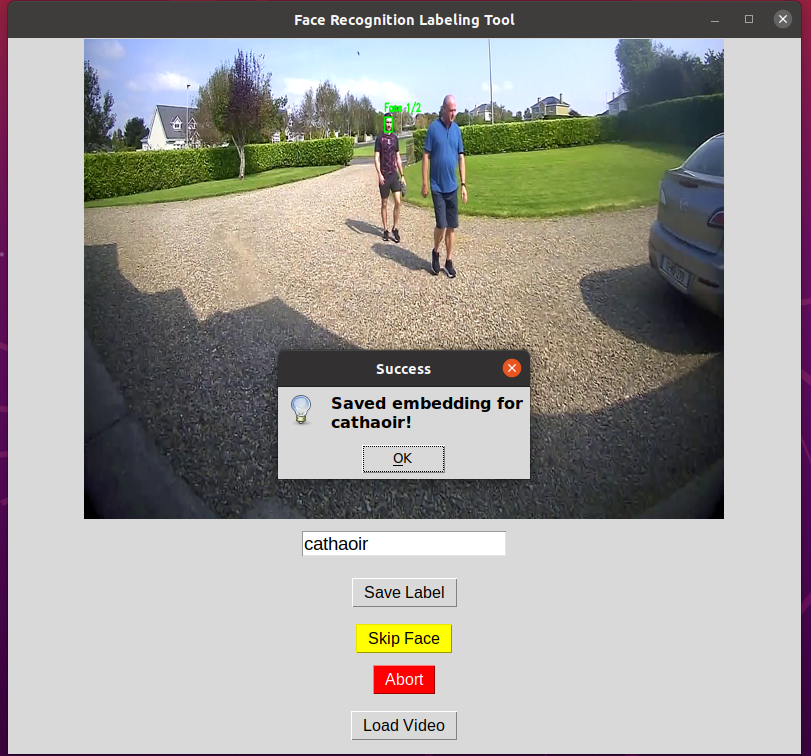 Face Recognition Labeling Tool
Face 1/2
Success
Saved embedding for
cathaoir!
OK
cathaoir
Save Label
Skip Face
Abort
Load Video